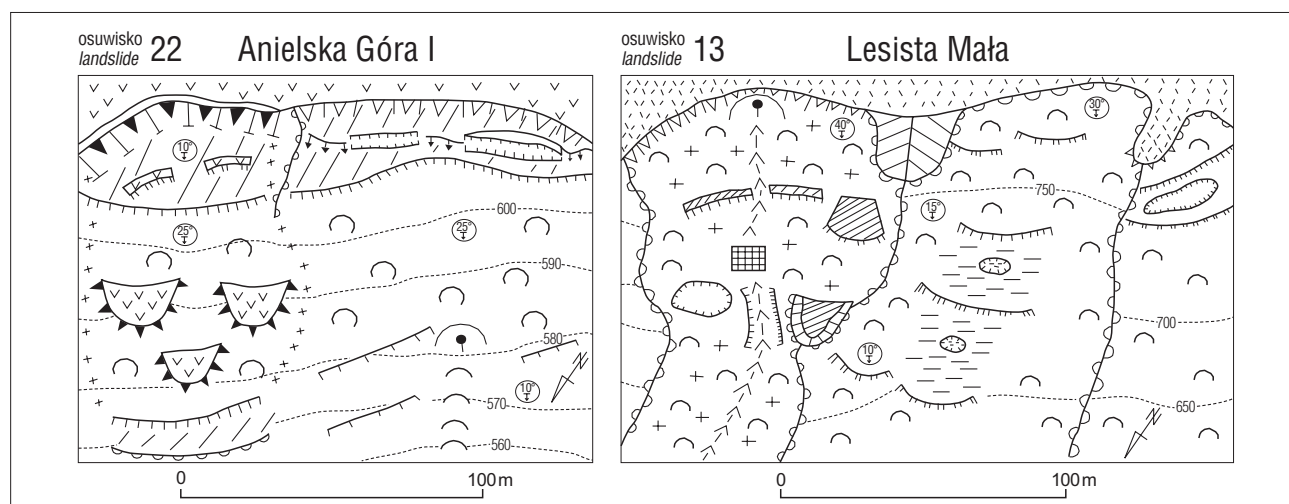 osuwisko
landslide 22 Anielska Góra I
10°
600
25°
25°
590
580
10°
570
560
N
0 100 m
osuwisko
landslide 13 Lesista Mała
30°
40°
750
15°
700
10°
650
N
0 100 m